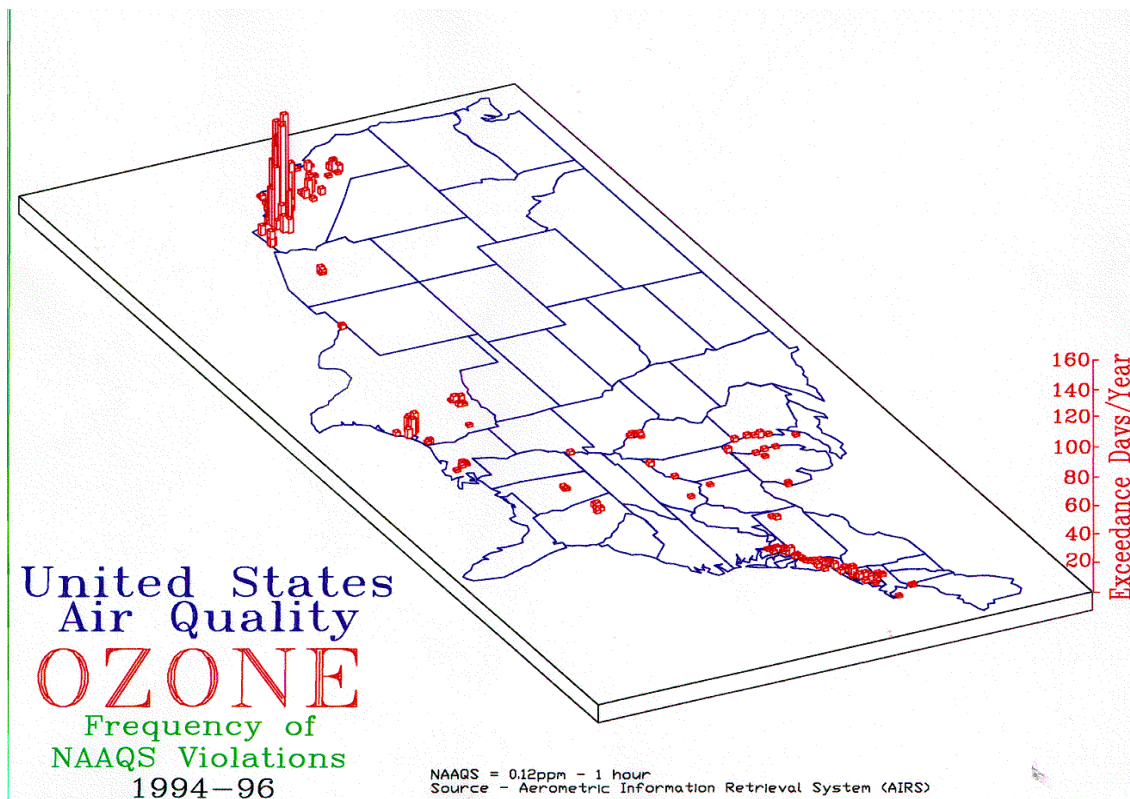 160
140
120
100
80
60
40
20
Exceedance Days/Year
United States
Air Quality
OZONE
Frequency of
NAAQS Violations
1994-96
NAAQS = 0.12ppm - 1 hour
Source - Aerometric Information Retrieval System (AIRS)